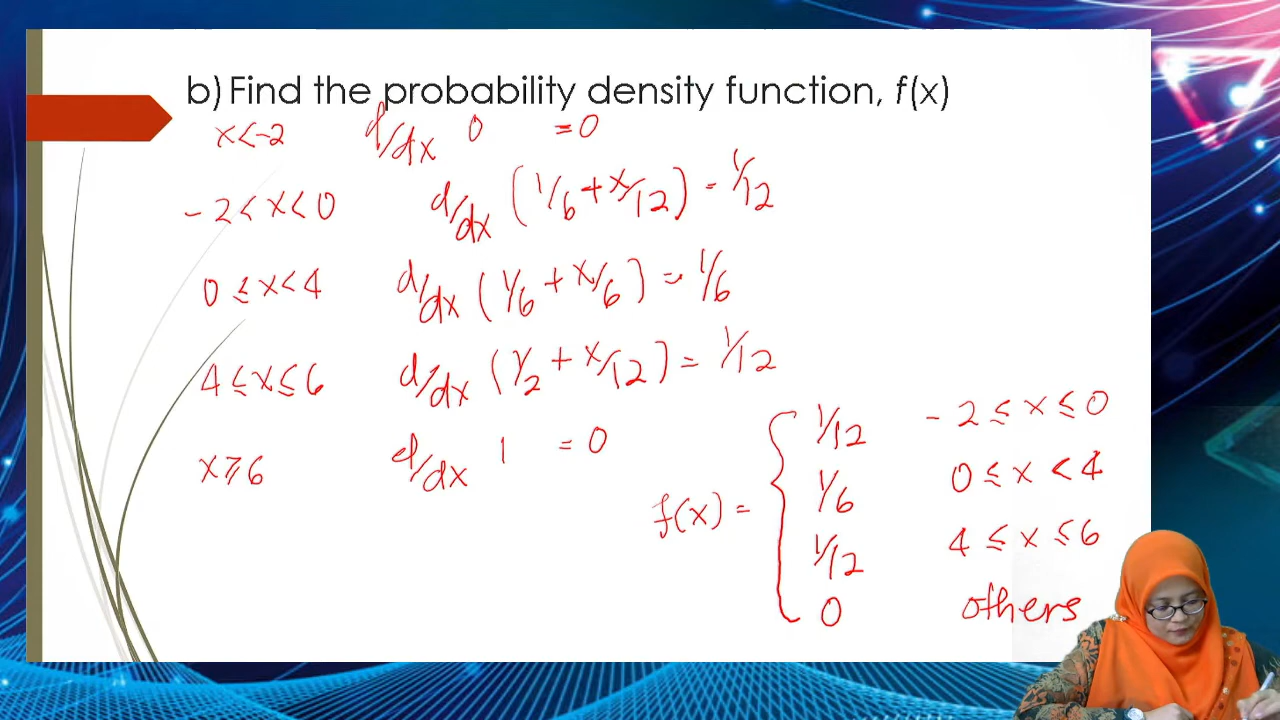 b) Find the probability density function, f(x)
x<-2 d/dx 0 =0
-2<x<0 d/dx (1/6+x/12) = 1/12
0≤x<4 d/dx (1/6+x/6) = 1/6
4≤x≤6 d/dx (1/2+x/12) = 1/12
x≥6 d/dx 1 =0
f(x) = {
1/12 -2≤x≤0
1/6 0≤x<4
1/12 4≤x≤6
0 others